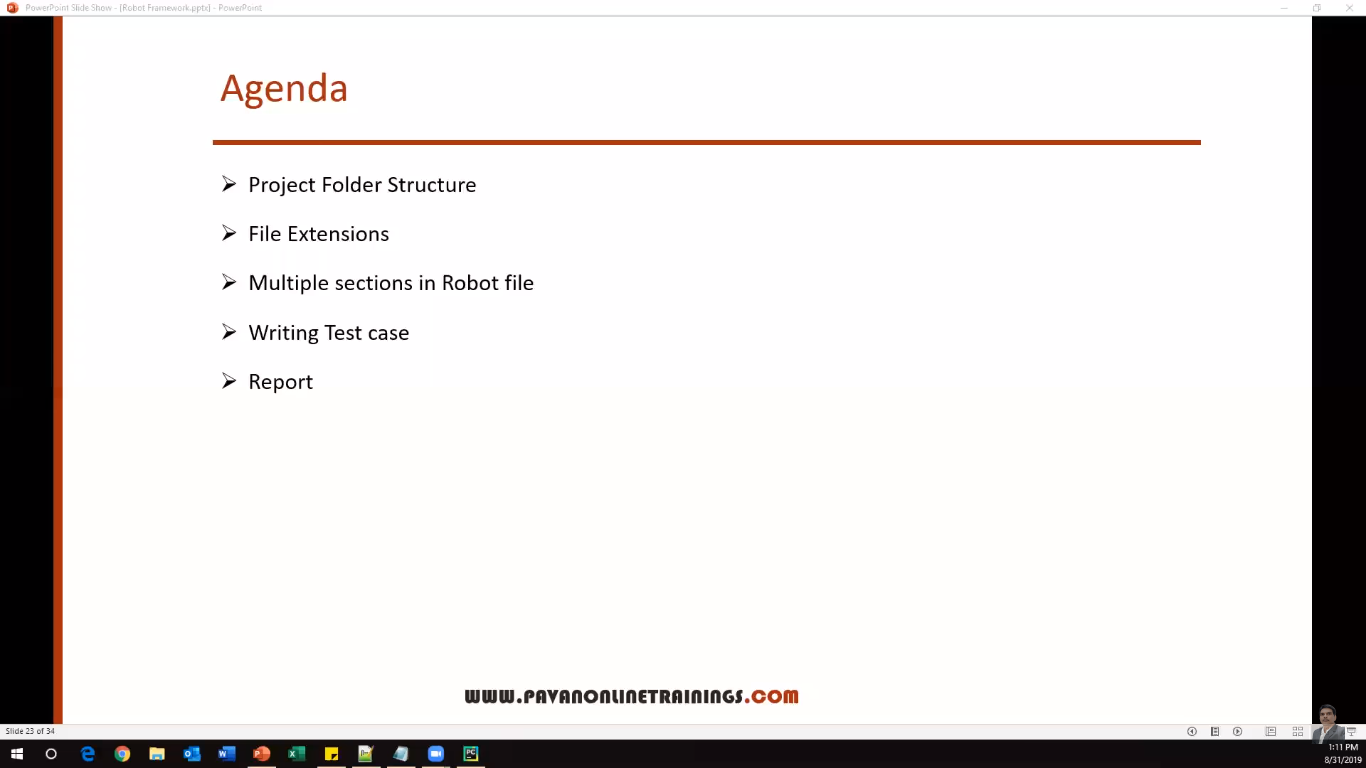 PowerPoint Slide Show - [Robot Framework.pptx] - PowerPoint
Agenda
Project Folder Structure
File Extensions
Multiple sections in Robot file
Writing Test case
Report
WWW.PAVANONLINETRAININGS.COM
Slide 23 of 34
1:11 PM
8/31/2019